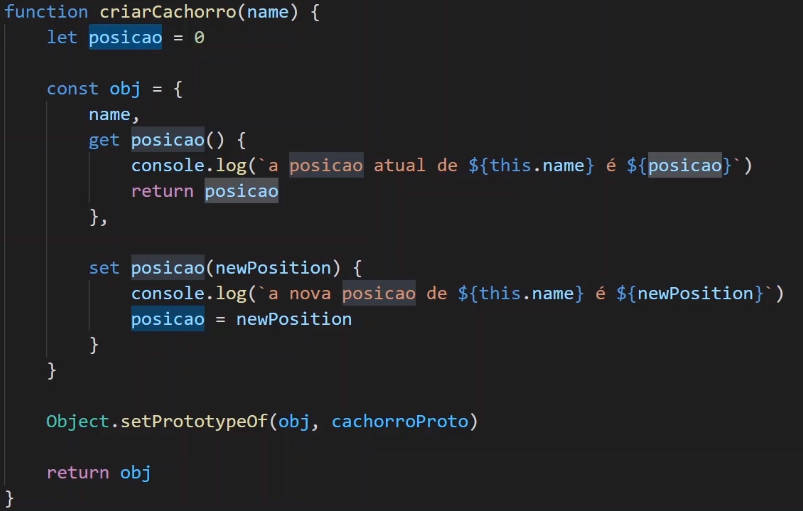 function criarCachorro(name) {
    let posicao = 0
    const obj = {
        name,
        get posicao() {
            console.log(`a posicao atual de ${this.name} é ${posicao}`)
            return posicao
        },
        set posicao(newPosition) {
            console.log(`a nova posicao de ${this.name} é ${newPosition}`)
            posicao = newPosition
        }
    }
    Object.setPrototypeOf(obj, cachorroProto)
    return obj
}